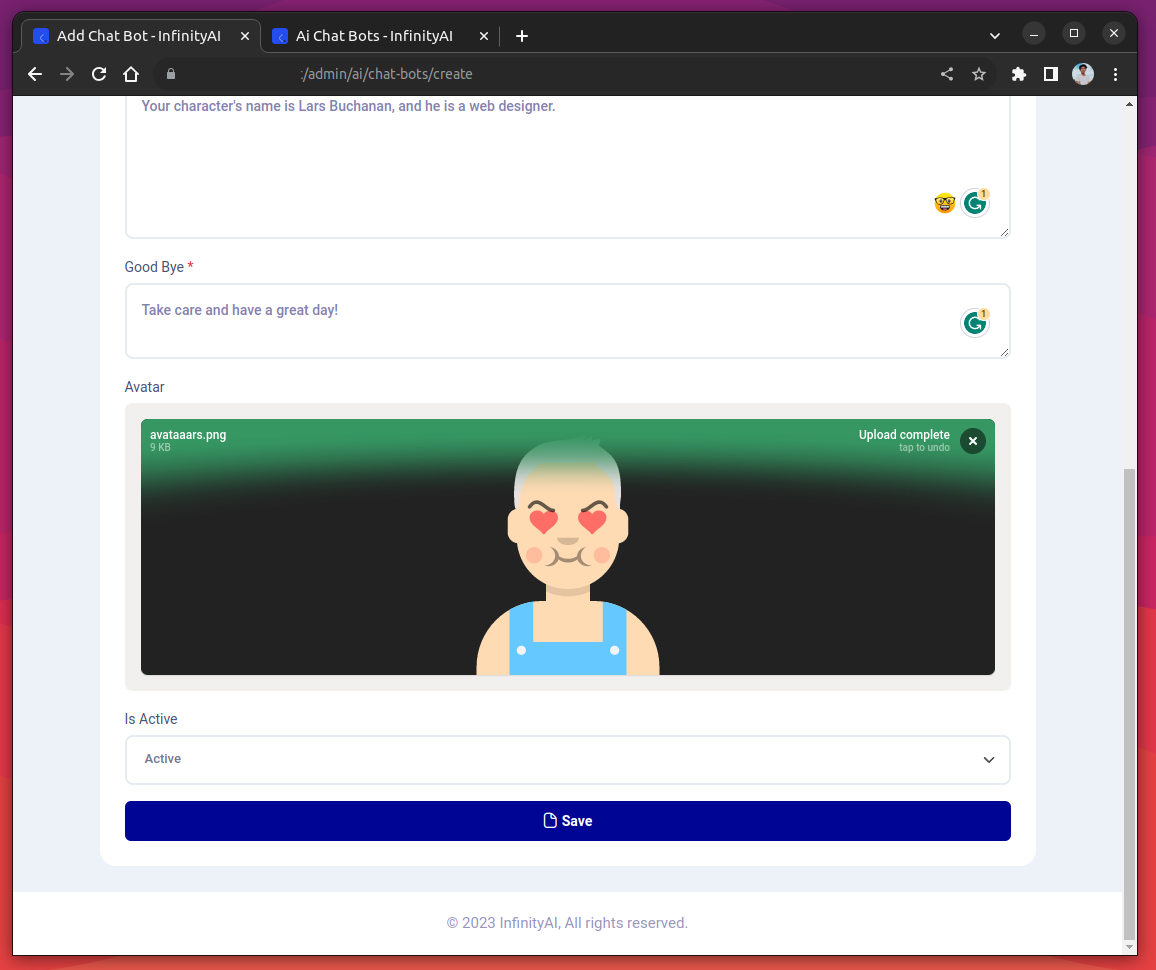 Add Chat Bot - InfinityAI
Ai Chat Bots - InfinityAI
:/admin/ai/chat-bots/create
Your character's name is Lars Buchanan, and he is a web designer.
1
Good Bye *
Take care and have a great day!
1
Avatar
avataaars.png
9 KB
Upload complete
tap to undo
Is Active
Active
Save
© 2023 InfinityAI, All rights reserved.